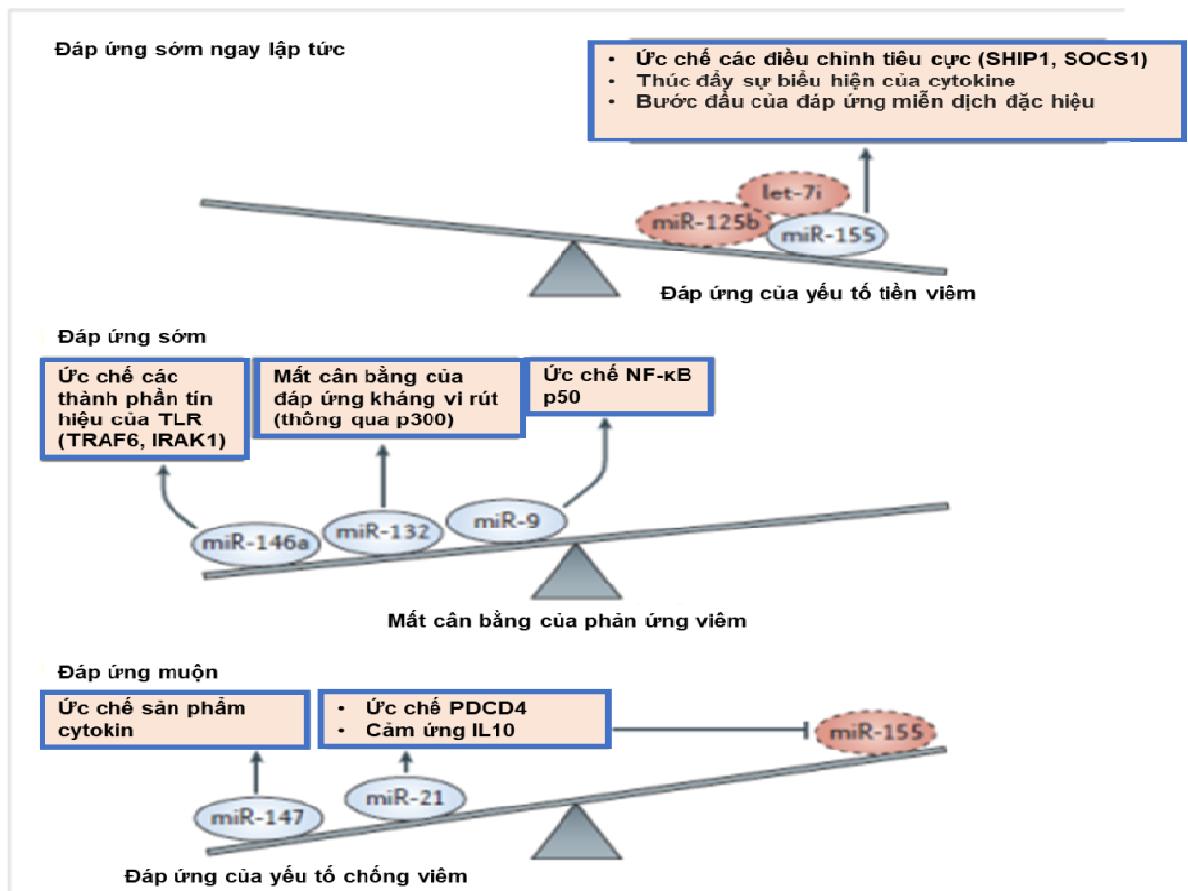 Đáp ứng sớm ngay lập tức
• Ức chế các điều chỉnh tiêu cực (SHIP1, SOCS1)
• Thúc đẩy sự biểu hiện của cytokine
• Bước đầu của đáp ứng miễn dịch đặc hiệu
let-7i
miR-125b
miR-155
Đáp ứng của yếu tố tiền viêm
Đáp ứng sớm
Ức chế các
thành phần tín
hiệu của TLR
(TRAF6, IRAK1)
Mất cân bằng của
đáp ứng kháng vi rút
(thông qua p300)
Ức chế NF-κB
p50
miR-146a
miR-132
miR-9
Mất cân bằng của phản ứng viêm
Đáp ứng muộn
Ức chế sản phẩm
cytokin
• Ức chế PDCD4
• Cảm ứng IL10
miR-155
miR-147
miR-21
Đáp ứng của yếu tố chống viêm